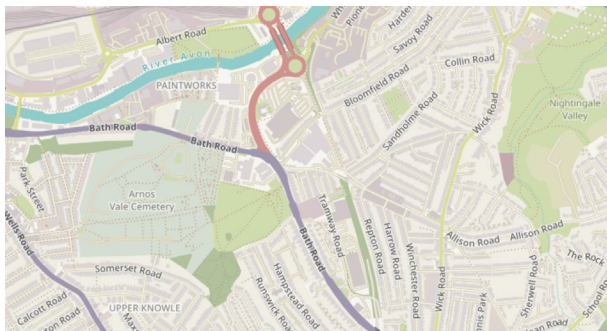 Albert Road
River Avon
PAINTWORKS
Savoy Road
Collin Road
Bloomfield Road
Sandholme Road
Wick Road
Nightingale
Valley
Bath Road
Bath Road
Park Street
Arnos
Vale Cemetery
Wells Road
Tramway Road
Repton Road
Harrow Road
Winchester Road
Bath Road
Allison Road
Allison Road
The Rock
Somerset Road
Hampstead Road
Runswick Road
Wick Road
Sherwell Road
UPPER KNOWLE
Calcott Road